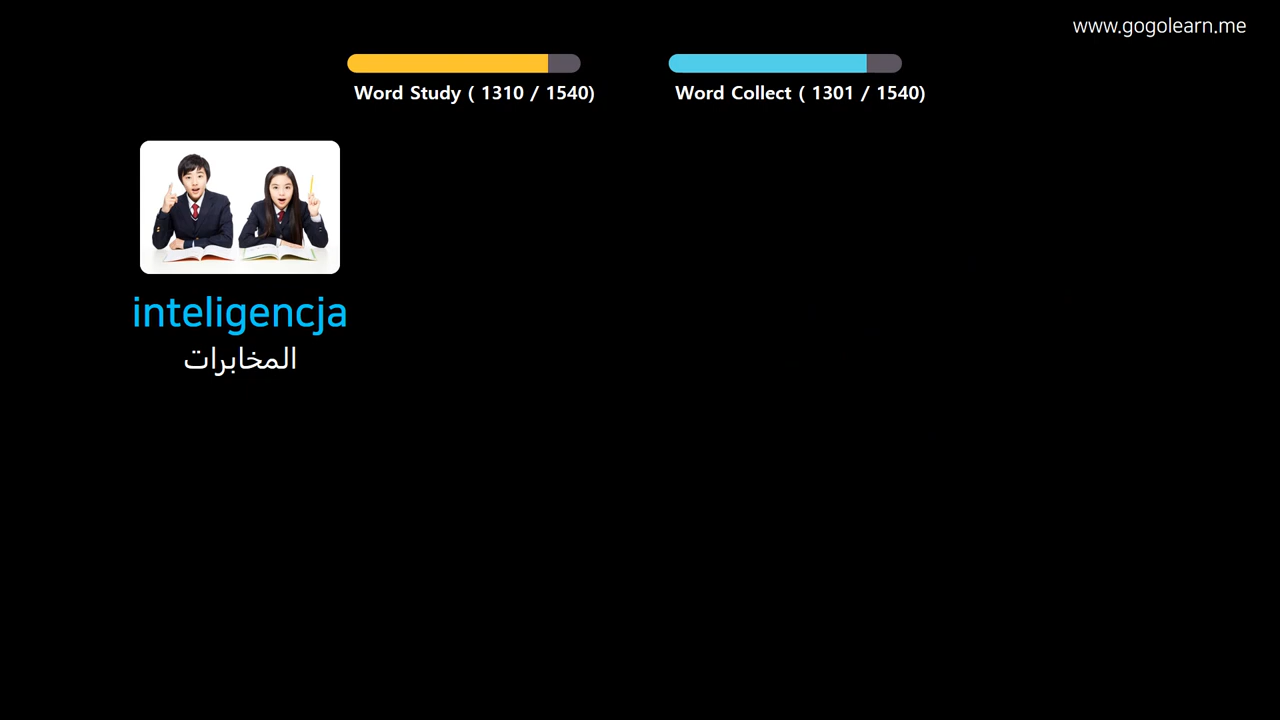 www.gogolearn.me
Word Study ( 1310 / 1540)
Word Collect ( 1301 / 1540)
inteligencja
المخابرات